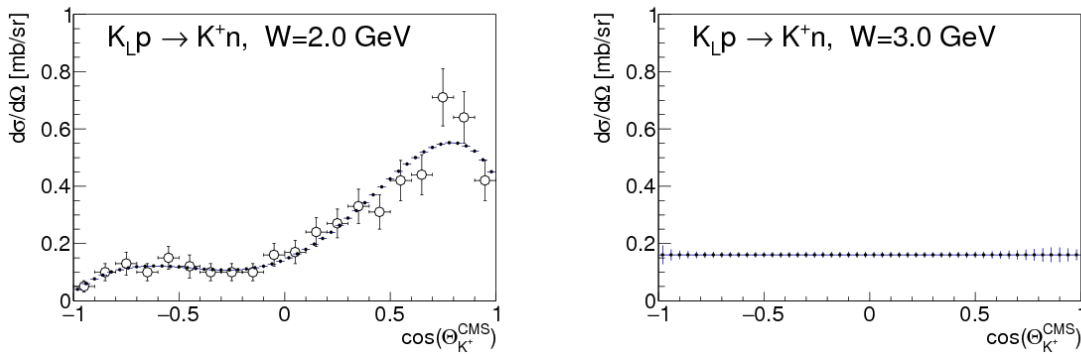 K_Lp → K⁺n, W=2.0 GeV
dσ/dΩ [mb/sr]
1
0.8
0.6
0.4
0.2
0
−1 −0.5 0 0.5 1
cos(Θ_{K⁺}^{CMS})
K_Lp → K⁺n, W=3.0 GeV
dσ/dΩ [mb/sr]
1
0.8
0.6
0.4
0.2
0
−1 −0.5 0 0.5 1
cos(Θ_{K⁺}^{CMS})